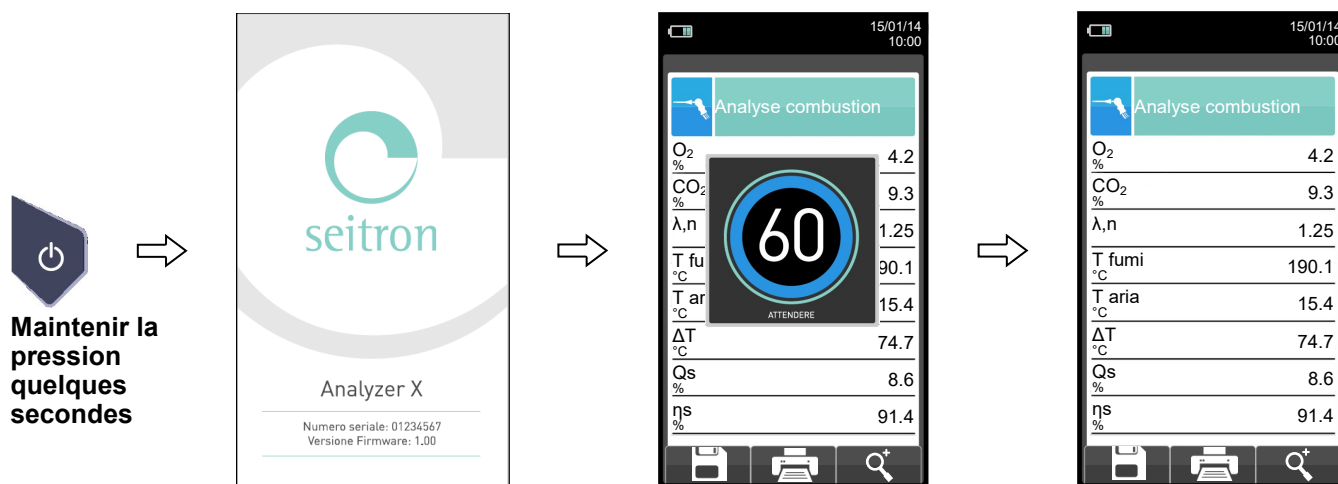 Maintenir la
pression
quelques
secondes
seitron
Analyzer X
Numero seriale: 01234567
Versione Firmware: 1.00
15/01/14
10:00
Analyse combustion
O₂
% 4.2
CO₂
% 9.3
λ,n 1.25
T fu 90.1
°C
T ar 15.4
°C
60
ATTENDERE
ΔT 74.7
°C
Qs 8.6
%
ηs 91.4
%
15/01/14
10:00
Analyse combustion
O₂ 4.2
%
CO₂ 9.3
%
λ,n 1.25
T fumi 190.1
°C
T aria 15.4
°C
ΔT 74.7
°C
Qs 8.6
%
ηs 91.4
%